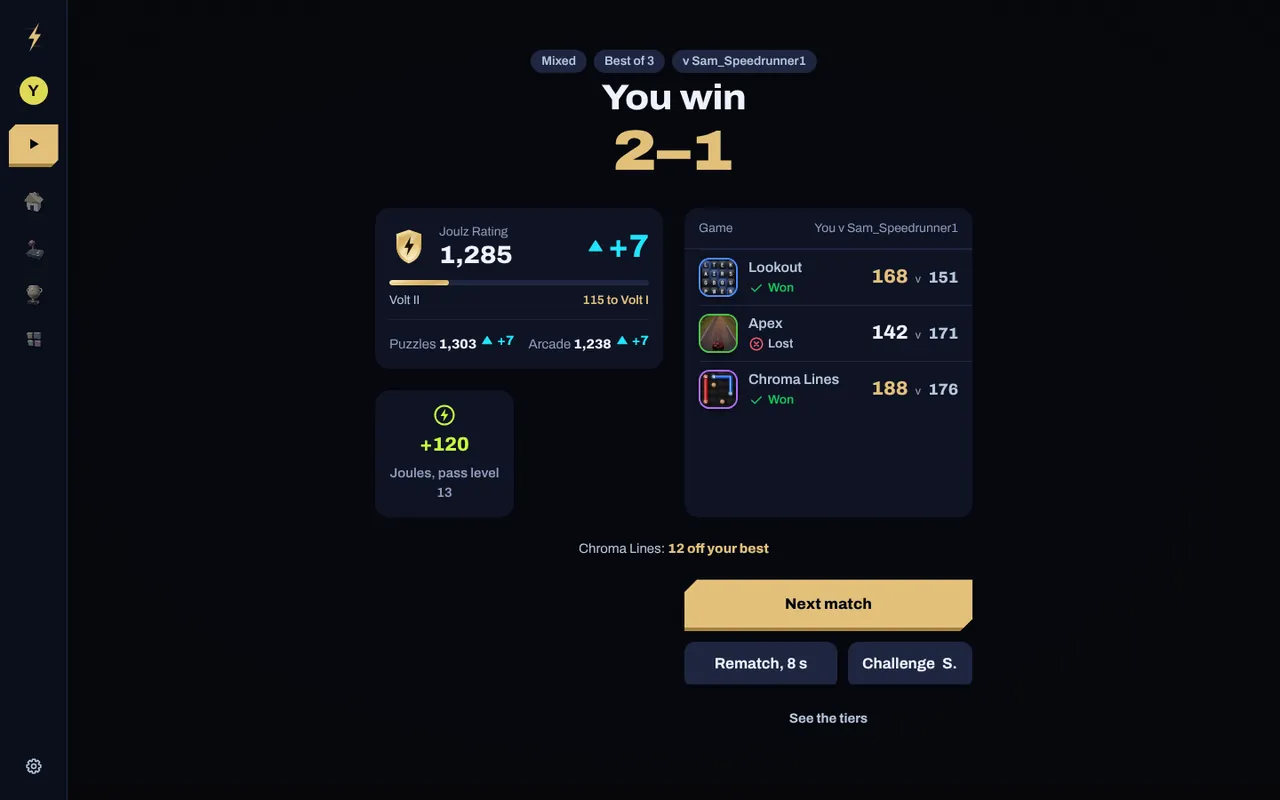 Y
Mixed Best of 3 v Sam_Speedrunner1
You win
2–1
Joulz Rating
1,285
+7
Volt II 115 to Volt I
Puzzles 1,303 +7 Arcade 1,238 +7
+120
Joules, pass level
13
Game You v Sam_Speedrunner1
Lookout
Won
168 v 151
Apex
Lost
142 v 171
Chroma Lines
Won
188 v 176
Chroma Lines: 12 off your best
Next match
Rematch, 8 s
Challenge S.
See the tiers